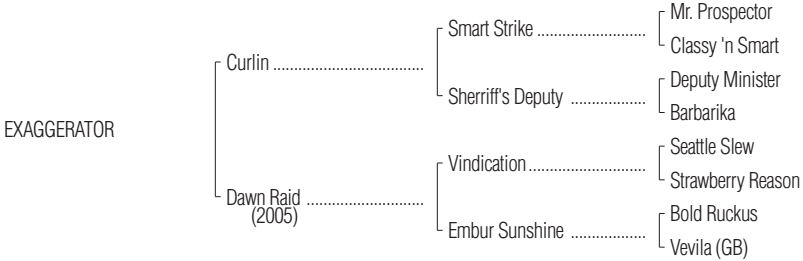 Mr. Prospector
Smart Strike ........................
Classy 'n Smart
Curlin ..................................
Deputy Minister
Sherriff's Deputy .................
Barbarika
EXAGGERATOR
Seattle Slew
Vindication..........................
Strawberry Reason
Dawn Raid ..........................
(2005)
Bold Ruckus
Embur Sunshine .................
Vevila (GB)